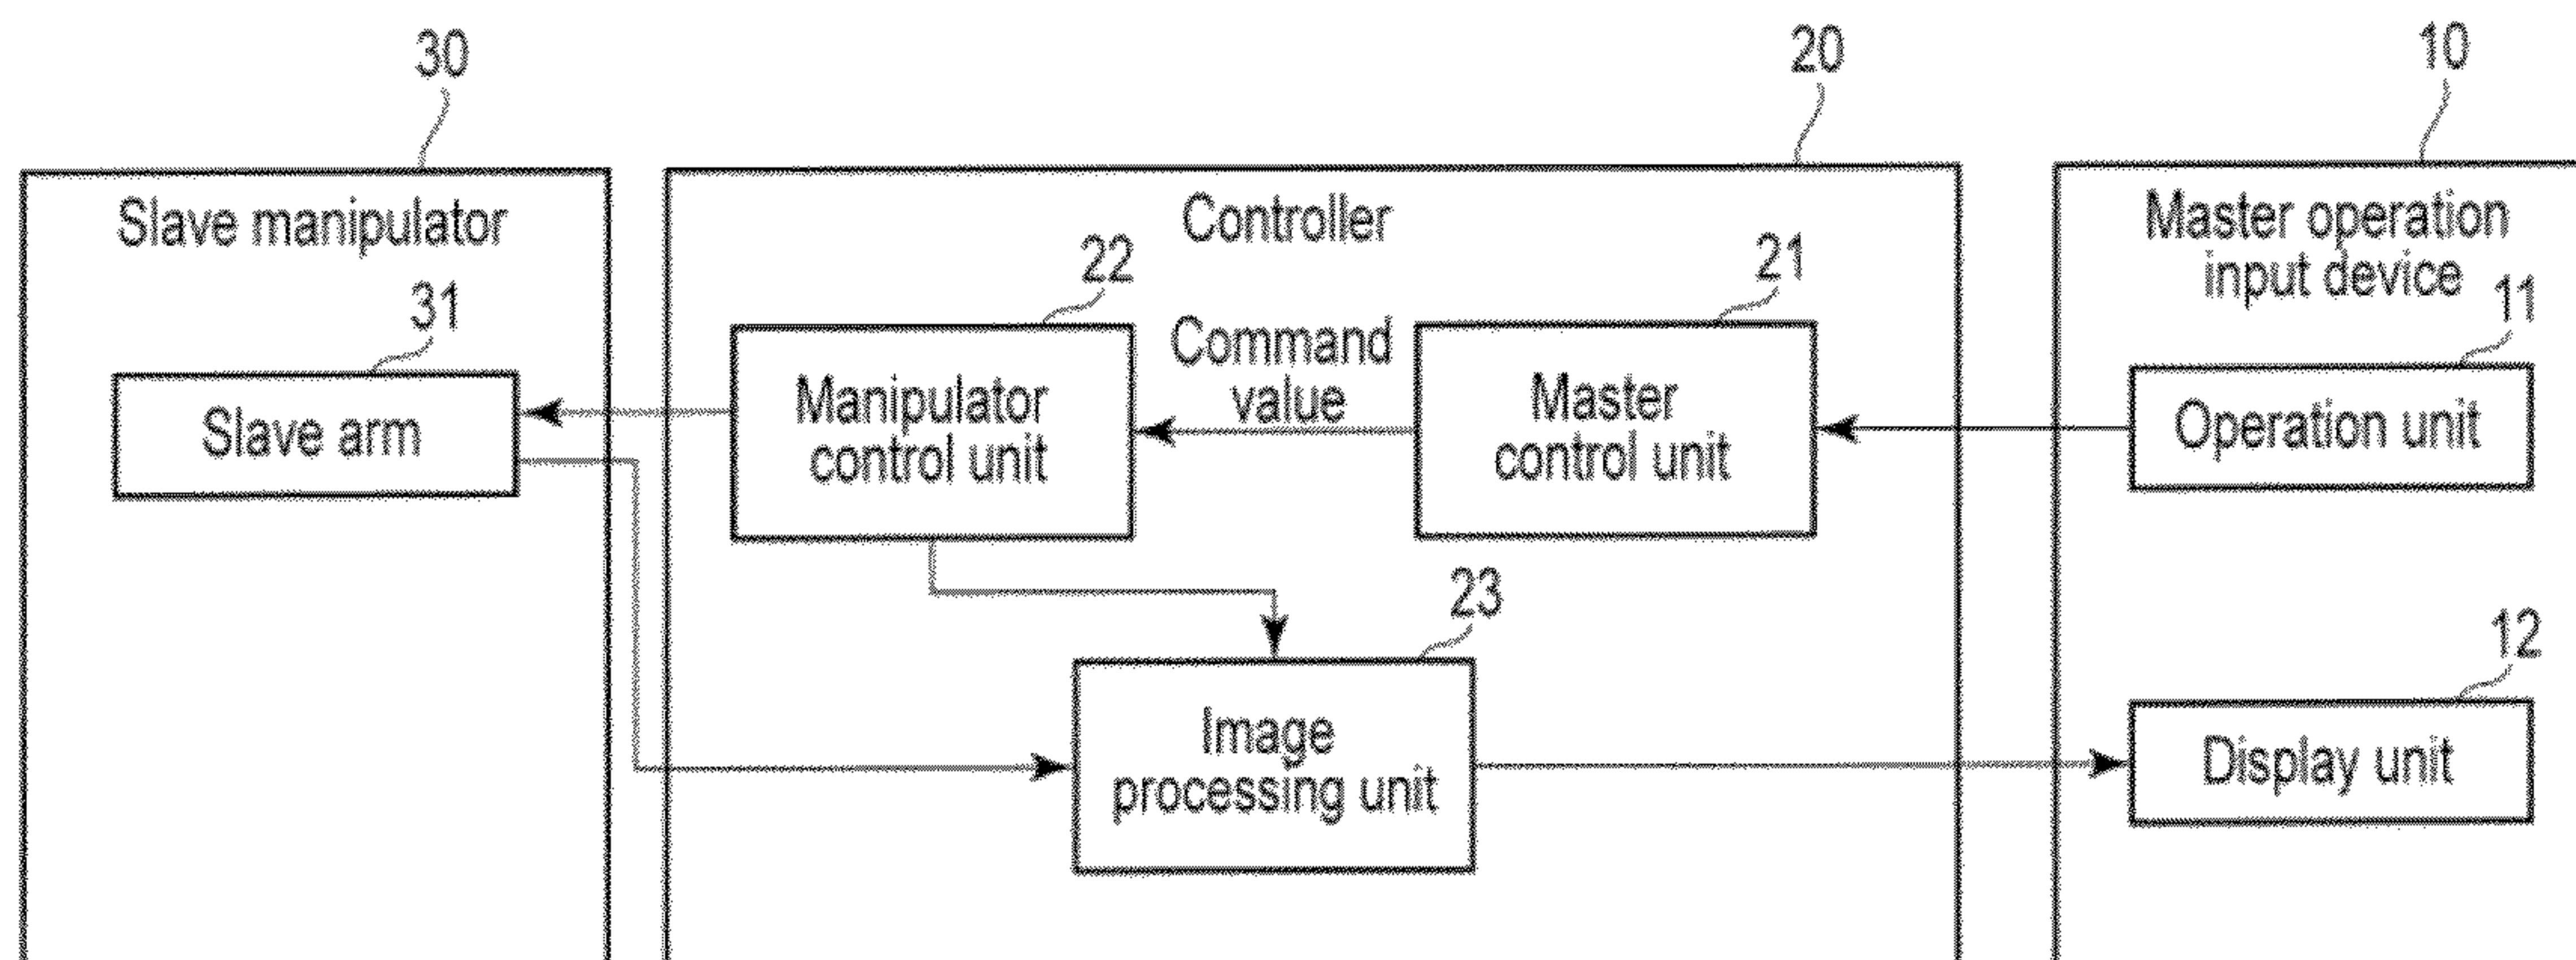 30
20
10
Slave manipulator
Controller
Master operation
input device
31
22
21
11
Command
value
Slave arm
Manipulator
control unit
Master
control unit
Operation unit
23
12
Image
processing unit
Display unit